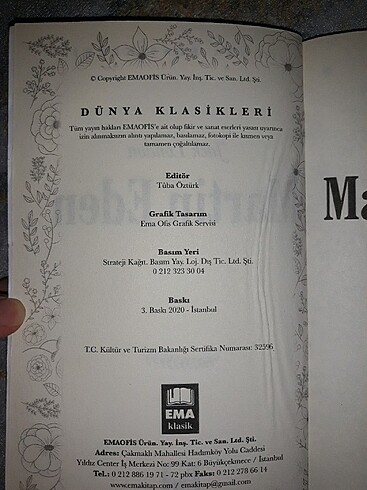 © Copyright EMAOFİS Ürün. Yay. İnş. Tic. ve San. Ltd. Şti.
DÜNYA KLASİKLERİ
Tüm yayın hakları EMAOFİS'e ait olup fikir ve sanat eserleri yasası uyarınca
izin alınmaksızın alıntı yapılamaz, basılamaz, fotokopi ile kısmen veya
tamamen çoğaltılamaz.
Editör
Tüba Öztürk
Grafik Tasarım
Ema Ofis Grafik Servisi
Basım Yeri
Strateji Kağıt. Basım Yay. Loj. Dış Tic. Ltd. Şti.
0 212 323 30 04
Baskı
3. Baskı 2020 - İstanbul
T.C. Kültür ve Turizm Bakanlığı Sertifika Numarası: 32596
EMA
klasik
EMAOFİS Ürün. Yay. İnş. Tic. ve San. Ltd. Şti.
Adres: Çakmaklı Mahallesi Hadımköy Yolu Caddesi
Yıldız Center İş Merkezi No: 99 Kat: 6 Büyükçekmece / İstanbul
Tel.: 0 212 886 19 71 - 72 pbx Faks: 0 212 278 66 14
www.emakitap.com / emakitap@gmail.com
Ma